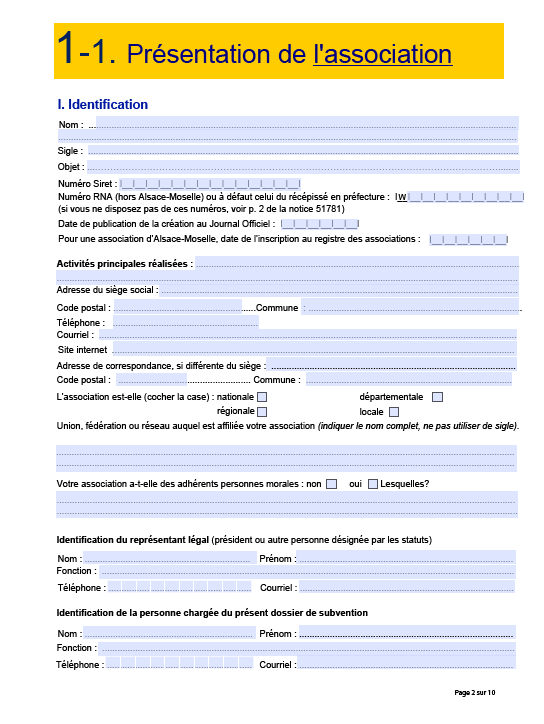 1-1. Présentation de l'association
I. Identification
Nom : ...
Sigle :
Objet :
Numéro Siret :
Numéro RNA (hors Alsace-Moselle) ou à défaut celui du récépissé en préfecture : W
(si vous ne disposez pas de ces numéros, voir p. 2 de la notice 51781)
Date de publication de la création au Journal Officiel :
Pour une association d'Alsace-Moselle, date de l'inscription au registre des associations :
Activités principales réalisées :
Adresse du siège social :
Code postal : ......Commune : .
Téléphone :
Courriel :
Site internet
Adresse de correspondance, si différente du siège :
Code postal : Commune :
L'association est-elle (cocher la case) : nationale départementale
régionale locale
Union, fédération ou réseau auquel est affiliée votre association (indiquer le nom complet, ne pas utiliser de sigle).
Votre association a-t-elle des adhérents personnes morales : non oui Lesquelles?
Identification du représentant légal (président ou autre personne désignée par les statuts)
Nom : Prénom :
Fonction :
Téléphone : Courriel :
Identification de la personne chargée du présent dossier de subvention
Nom : Prénom :
Fonction :
Téléphone : Courriel :
Page 2 sur 10